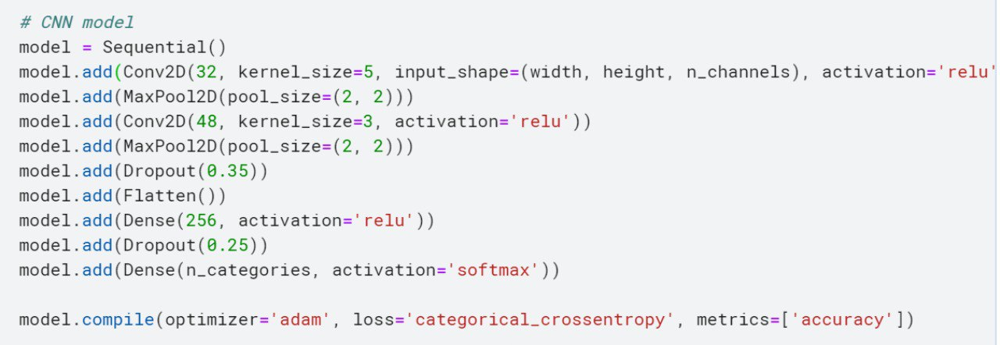 # CNN model
model = Sequential()
model.add(Conv2D(32, kernel_size=5, input_shape=(width, height, n_channels), activation='relu'
model.add(MaxPool2D(pool_size=(2, 2)))
model.add(Conv2D(48, kernel_size=3, activation='relu'))
model.add(MaxPool2D(pool_size=(2, 2)))
model.add(Dropout(0.35))
model.add(Flatten())
model.add(Dense(256, activation='relu'))
model.add(Dropout(0.25))
model.add(Dense(n_categories, activation='softmax'))
model.compile(optimizer='adam', loss='categorical_crossentropy', metrics=['accuracy'])